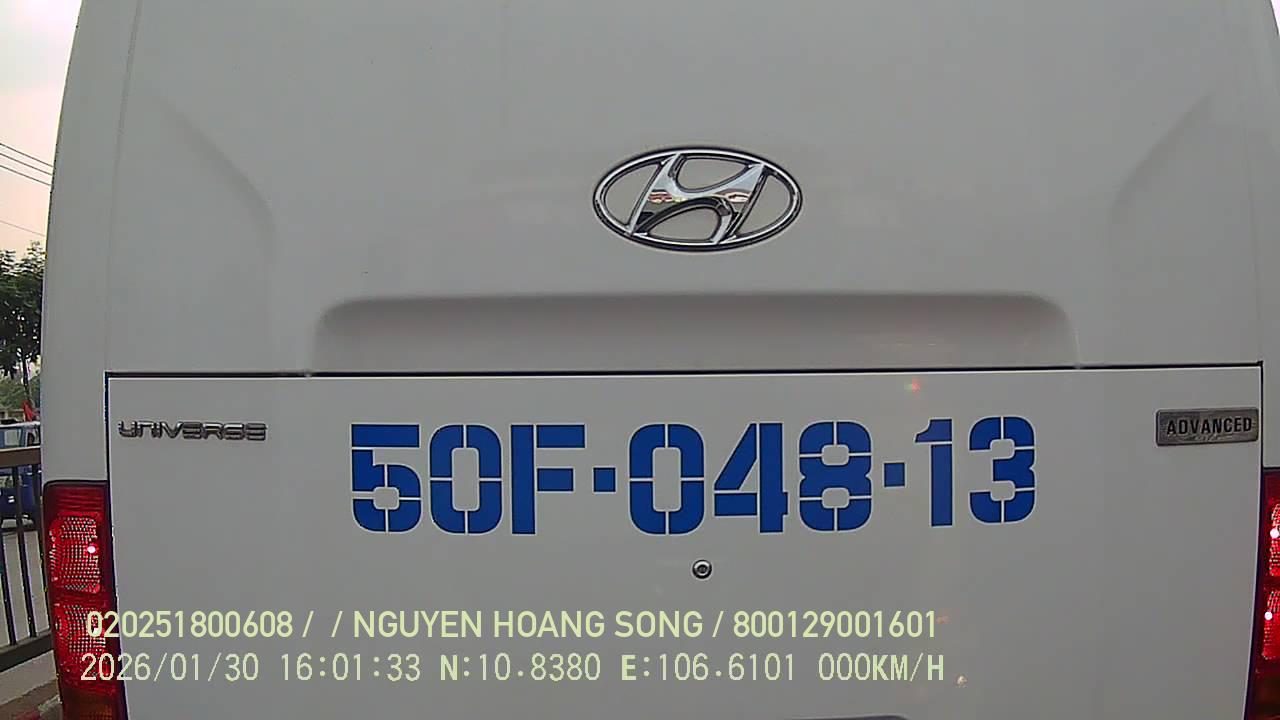 UNIVERSE
ADVANCED
50F·048·13
020251800608 / / NGUYEN HOANG SONG / 800129001601
2026/01/30 16:01:33 N:10.8380 E:106.6101 000KM/H